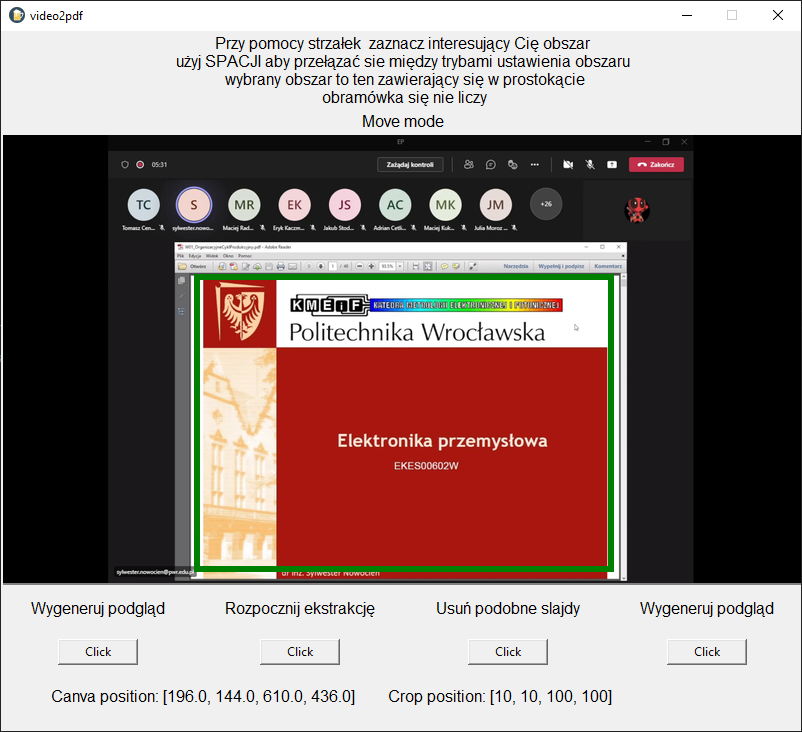 video2pdf
Przy pomocy strzałek zaznacz interesujący Cię obszar
użyj SPACJI aby przełązać sie między trybami ustawienia obszaru
wybrany obszar to ten zawierający się w prostokącie
obramówka się nie liczy
Move mode
EP
05:31
Zażądaj kontroli
Zakończ
TC S MR EK JS AC MK JM +26
Tomasz Cen... sylwester.nowo... Maciej Rad... Eryk Kaczm... Jakub Stod... Adrian Cetli... Maciej Kuk... Julia Moroz ...
W01_OrganizacyjneCyklProdukcyjny.pdf - Adobe Reader
Plik Edycja Widok Okno Pomoc
Otwórz
Narzędzia Wypełnij i podpisz Komentarz
KMEiF KATEDRA METROLOGII ELEKTRONICZNEJ I FOTONICZNEJ
Politechnika Wrocławska
Elektronika przemysłowa
EKES00602W
dr inż. Sylwester Nowocień
sylwester.nowocien@pwr.edu.pl
Wygeneruj podgląd Rozpocznij ekstrakcję Usuń podobne slajdy Wygeneruj podgląd
Click Click Click Click
Canva position: [196.0, 144.0, 610.0, 436.0] Crop position: [10, 10, 100, 100]